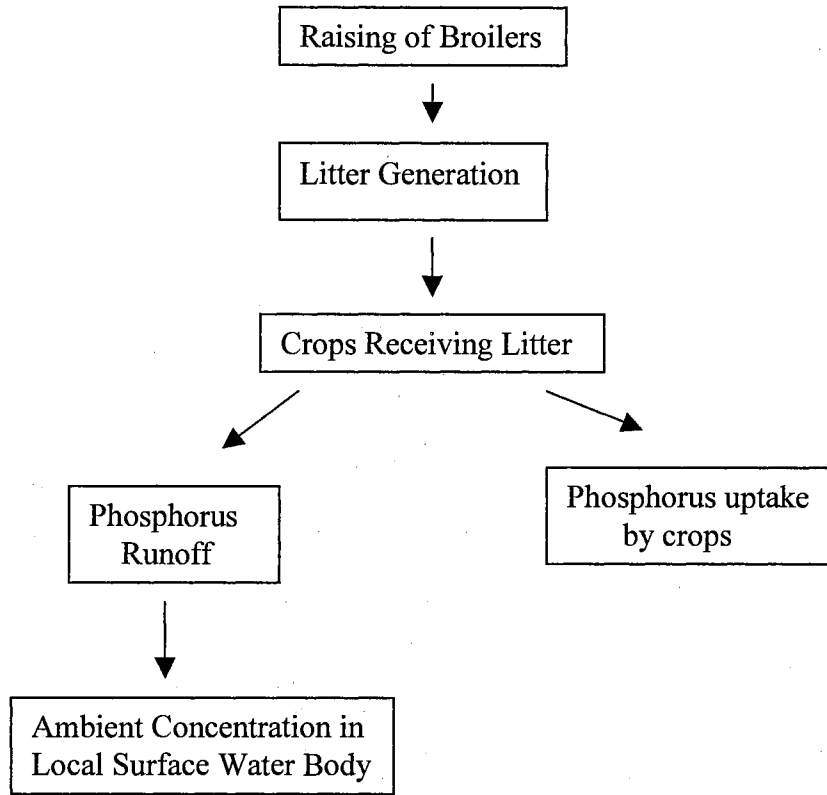 Raising of Broilers
Litter Generation
Crops Receiving Litter
Phosphorus
Runoff
Phosphorus uptake
by crops
Ambient Concentration in
Local Surface Water Body